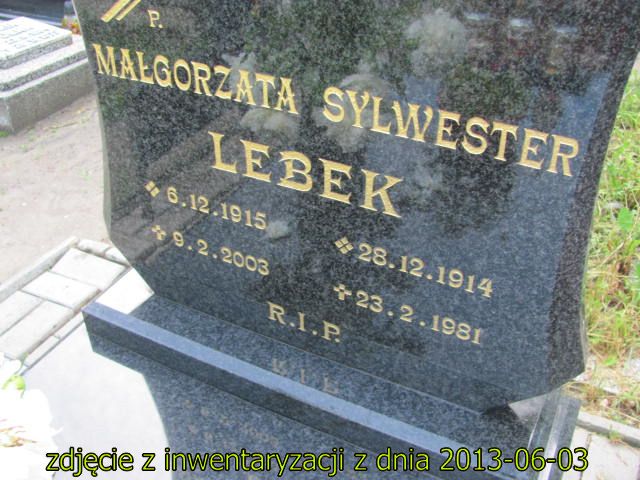 P.
MAŁGORZATA SYLWESTER
LEBEK
6.12.1915 28.12.1914
9.2.2003 23.2.1981
R.I.P.
zdjęcie z inwentaryzacji z dnia 2013-06-03